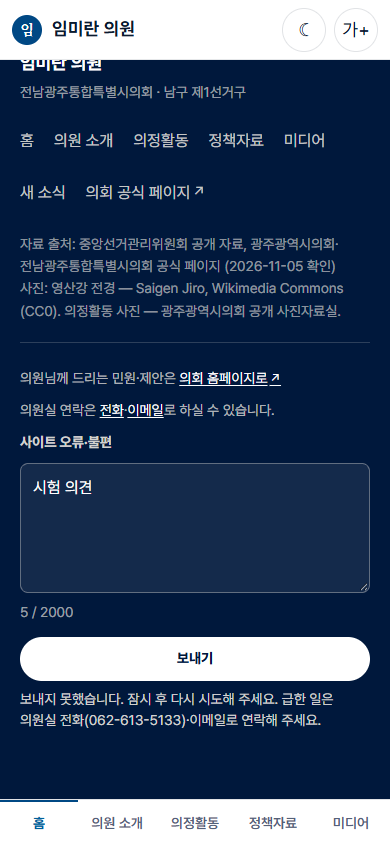 임 임미란 의원 ☾ 가+
임미란 의원
전남광주통합특별시의회 · 남구 제1선거구
홈 의원 소개 의정활동 정책자료 미디어
새 소식 의회 공식 페이지 ↗
자료 출처: 중앙선거관리위원회 공개 자료, 광주광역시의회·
전남광주통합특별시의회 공식 페이지 (2026-11-05 확인)
사진: 영산강 전경 — Saigen Jiro, Wikimedia Commons
(CC0). 의정활동 사진 — 광주광역시의회 공개 사진자료실.
의원님께 드리는 민원·제안은 의회 홈페이지로 ↗
의원실 연락은 전화·이메일로 하실 수 있습니다.
사이트 오류·불편
시험 의견
5 / 2000
보내기
보내지 못했습니다. 잠시 후 다시 시도해 주세요. 급한 일은
의원실 전화(062-613-5133)·이메일로 연락해 주세요.
홈 의원 소개 의정활동 정책자료 미디어